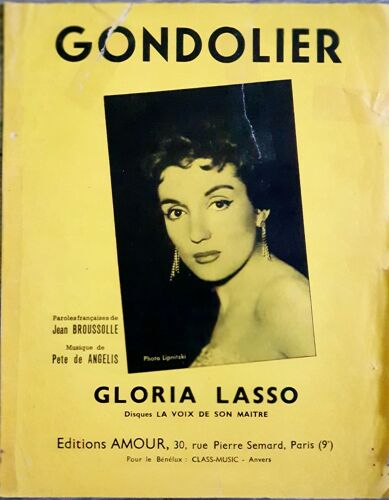 GONDOLIER
Paroles françaises de
Jean BROUSSOLLE
Musique de
Pete de ANGELIS
Photo Lipnitzki
GLORIA LASSO
Disques LA VOIX DE SON MAITRE
Editions AMOUR, 30, rue Pierre Semard, Paris (9ᵉ)
Pour le Bénélux : CLASS-MUSIC - Anvers